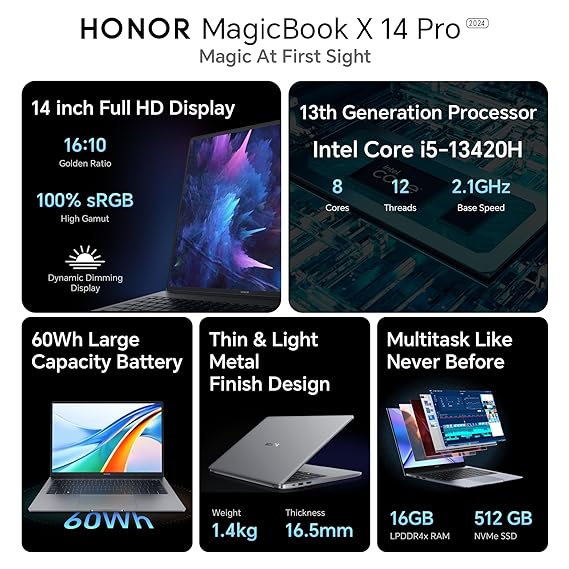 HONOR MagicBook X 14 Pro 2024
Magic At First Sight
14 inch Full HD Display
16:10
Golden Ratio
100% sRGB
High Gamut
Dynamic Dimming
Display
HONOR
13th Generation Processor
Intel Core i5-13420H
8
Cores
12
Threads
2.1GHz
Base Speed
intel
CORE
60Wh Large
Capacity Battery
60Wh
Thin & Light
Metal
Finish Design
Weight
1.4kg
Thickness
16.5mm
Multitask Like
Never Before
16GB
LPDDR4x RAM
512 GB
NVMe SSD